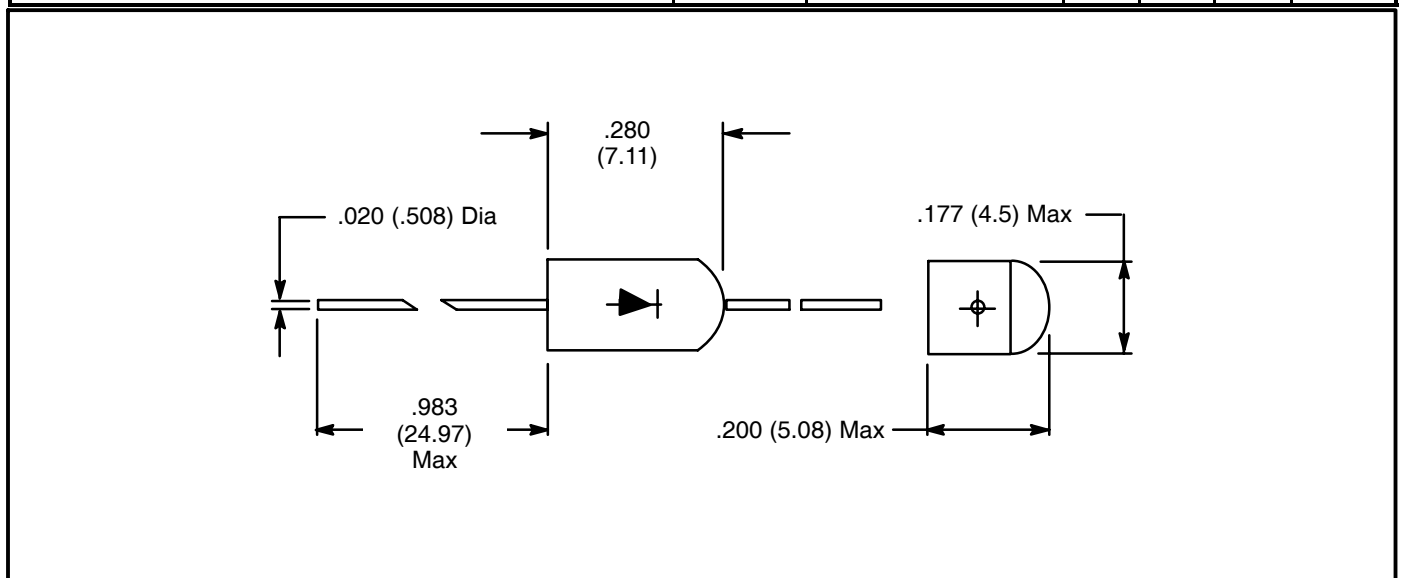 .280
(7.11)
.020 (.508) Dia
.177 (4.5) Max
.983
(24.97)
Max
.200 (5.08) Max